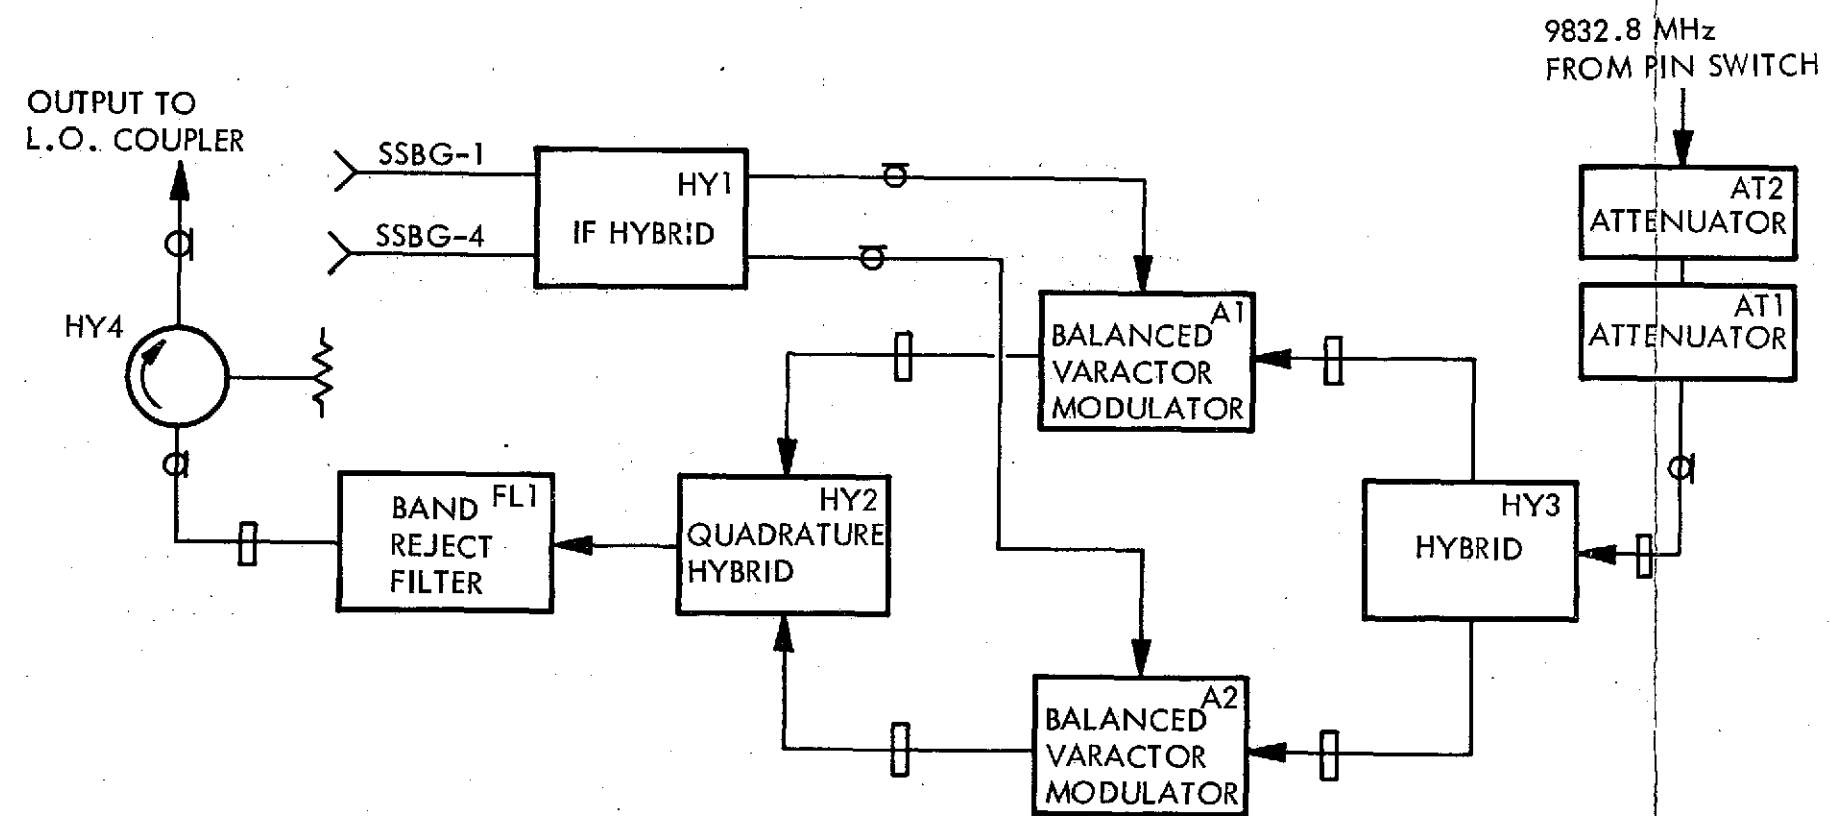 9832.8 MHz
FROM PIN SWITCH
OUTPUT TO
L.O. COUPLER
SSBG-1
SSBG-4
HY1
IF HYBRID
AT2
ATTENUATOR
AT1
ATTENUATOR
HY4
A1
BALANCED
VARACTOR
MODULATOR
FL1
BAND
REJECT
FILTER
HY2
QUADRATURE
HYBRID
HY3
HYBRID
A2
BALANCED
VARACTOR
MODULATOR